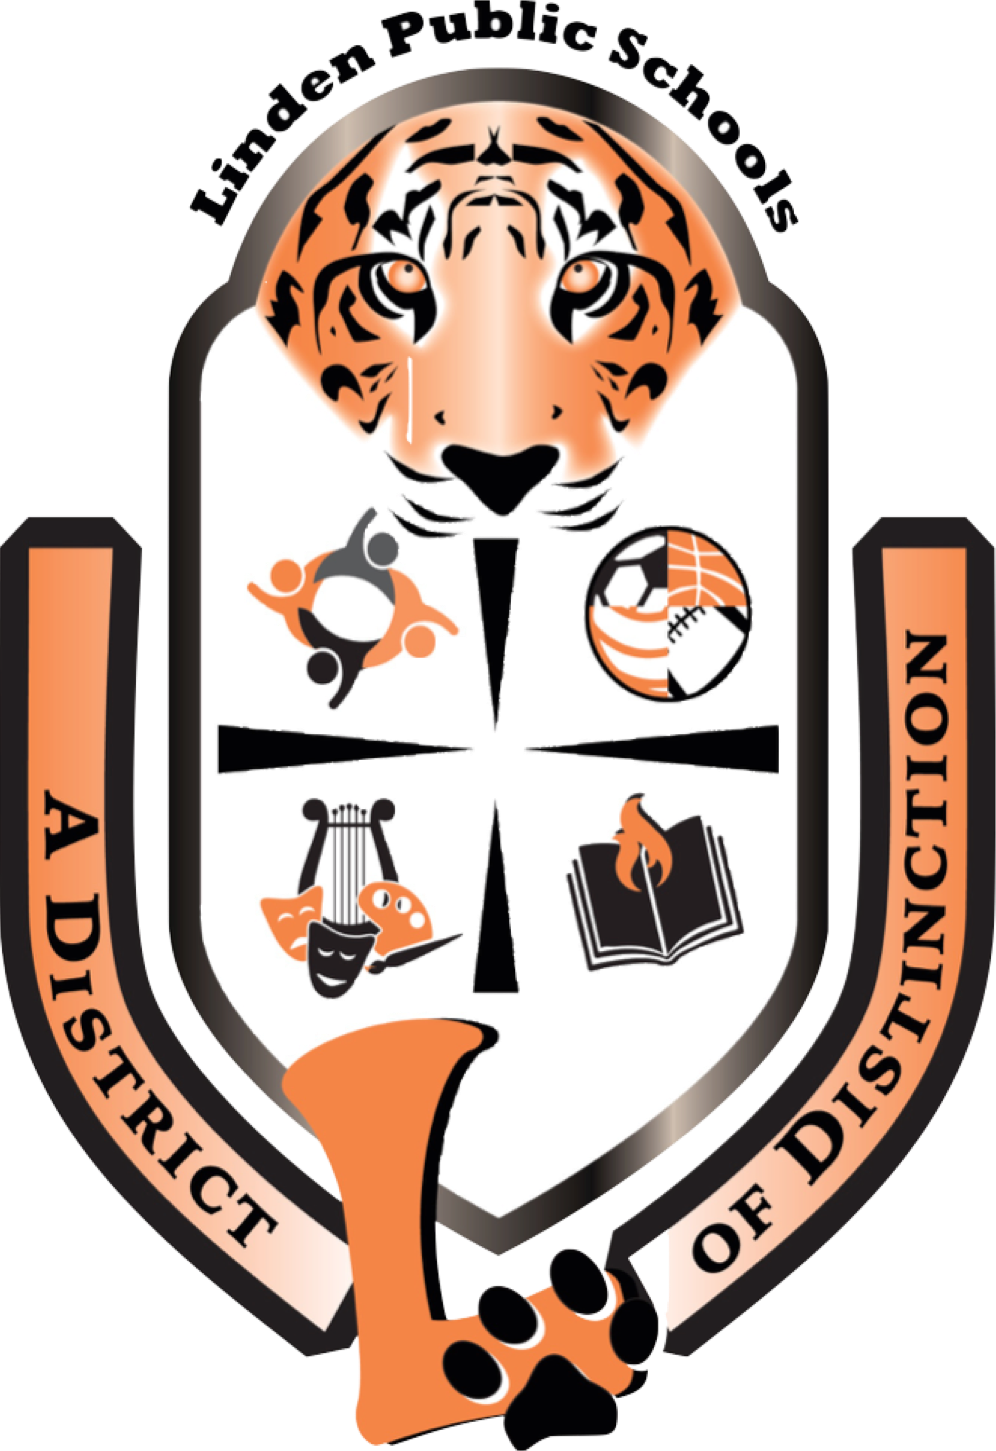 Linden Public Schools
A DISTRICT
OF DISTINCTION
L